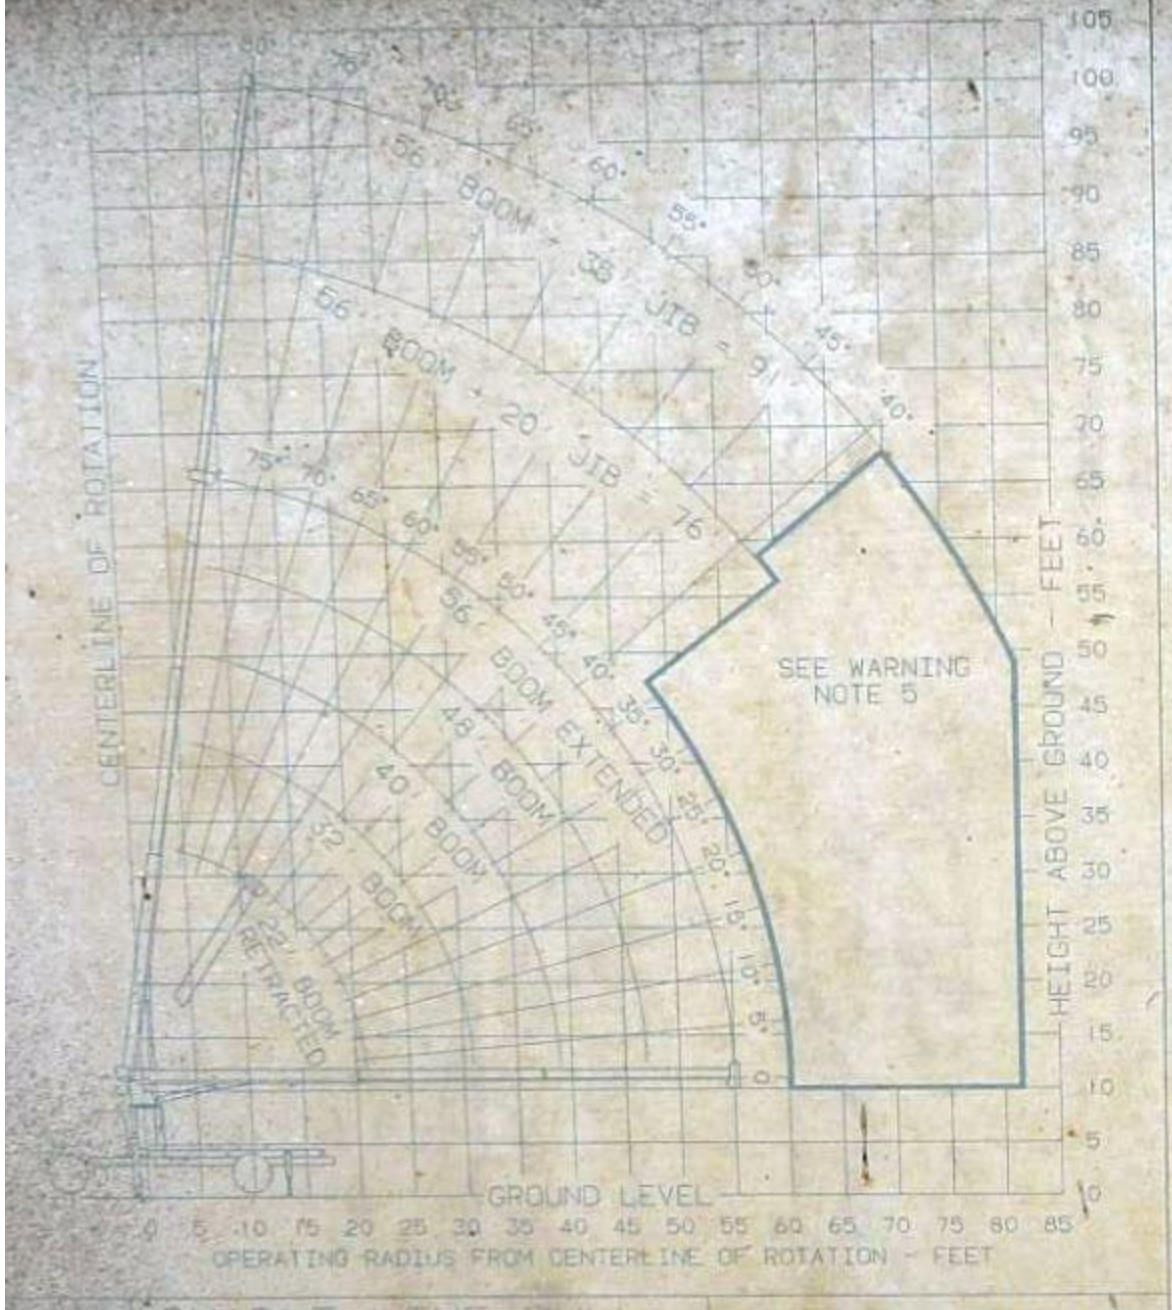 105
80° 76° 70° 65° 60° 55° 50° 45° 40°
100
95
90
85
80
75
70
65
60
55
50
45
40
35
30
25
20
15
10
5
0
56 BOOM - 35 JIB = 9
56 BOOM + 20 JIB = 76
75° 70° 65° 60° 55° 50° 45° 40° 35° 30° 25° 20° 15° 10° 5° 0
56' BOOM EXTENDED
48' BOOM
40' BOOM
32 BOOM
22' BOOM
RETRACTED
SEE WARNING
NOTE 5
CENTERLINE OF ROTATION
HEIGHT ABOVE GROUND - FEET
GROUND LEVEL
0 5 10 15 20 25 30 35 40 45 50 55 60 65 70 75 80 85
OPERATING RADIUS FROM CENTERLINE OF ROTATION - FEET